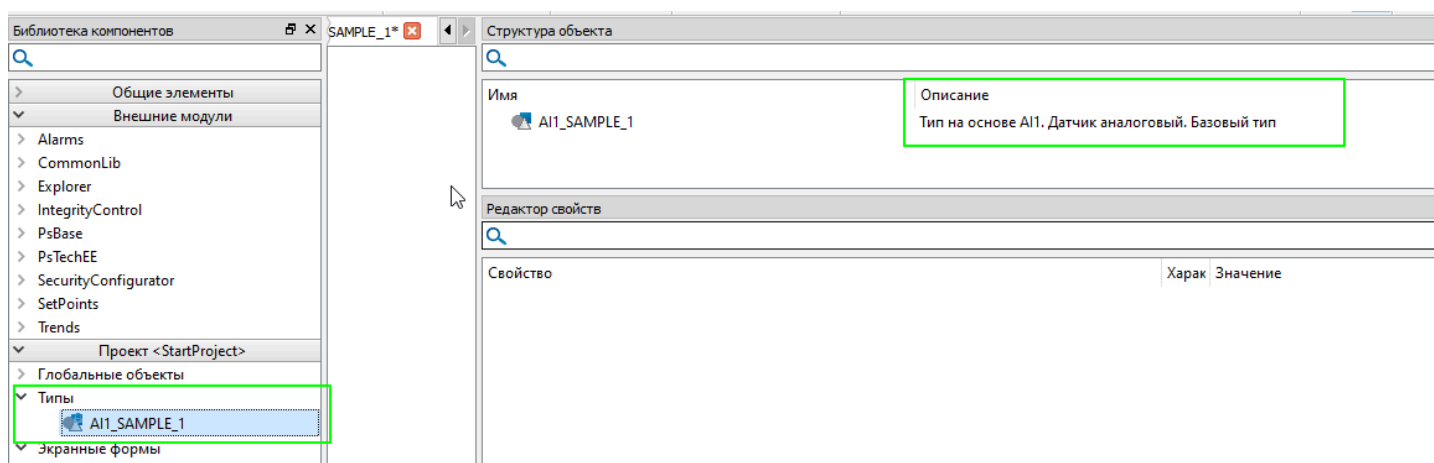 Библиотека компонентов
SAMPLE_1*
Структура объекта
Общие элементы
Внешние модули
Alarms
CommonLib
Explorer
IntegrityControl
PsBase
PsTechEE
SecurityConfigurator
SetPoints
Trends
Проект <StartProject>
Глобальные объекты
Типы
AI1_SAMPLE_1
Экранные формы
Имя
Описание
AI1_SAMPLE_1
Тип на основе AI1. Датчик аналоговый. Базовый тип
Редактор свойств
Свойство
Харак
Значение